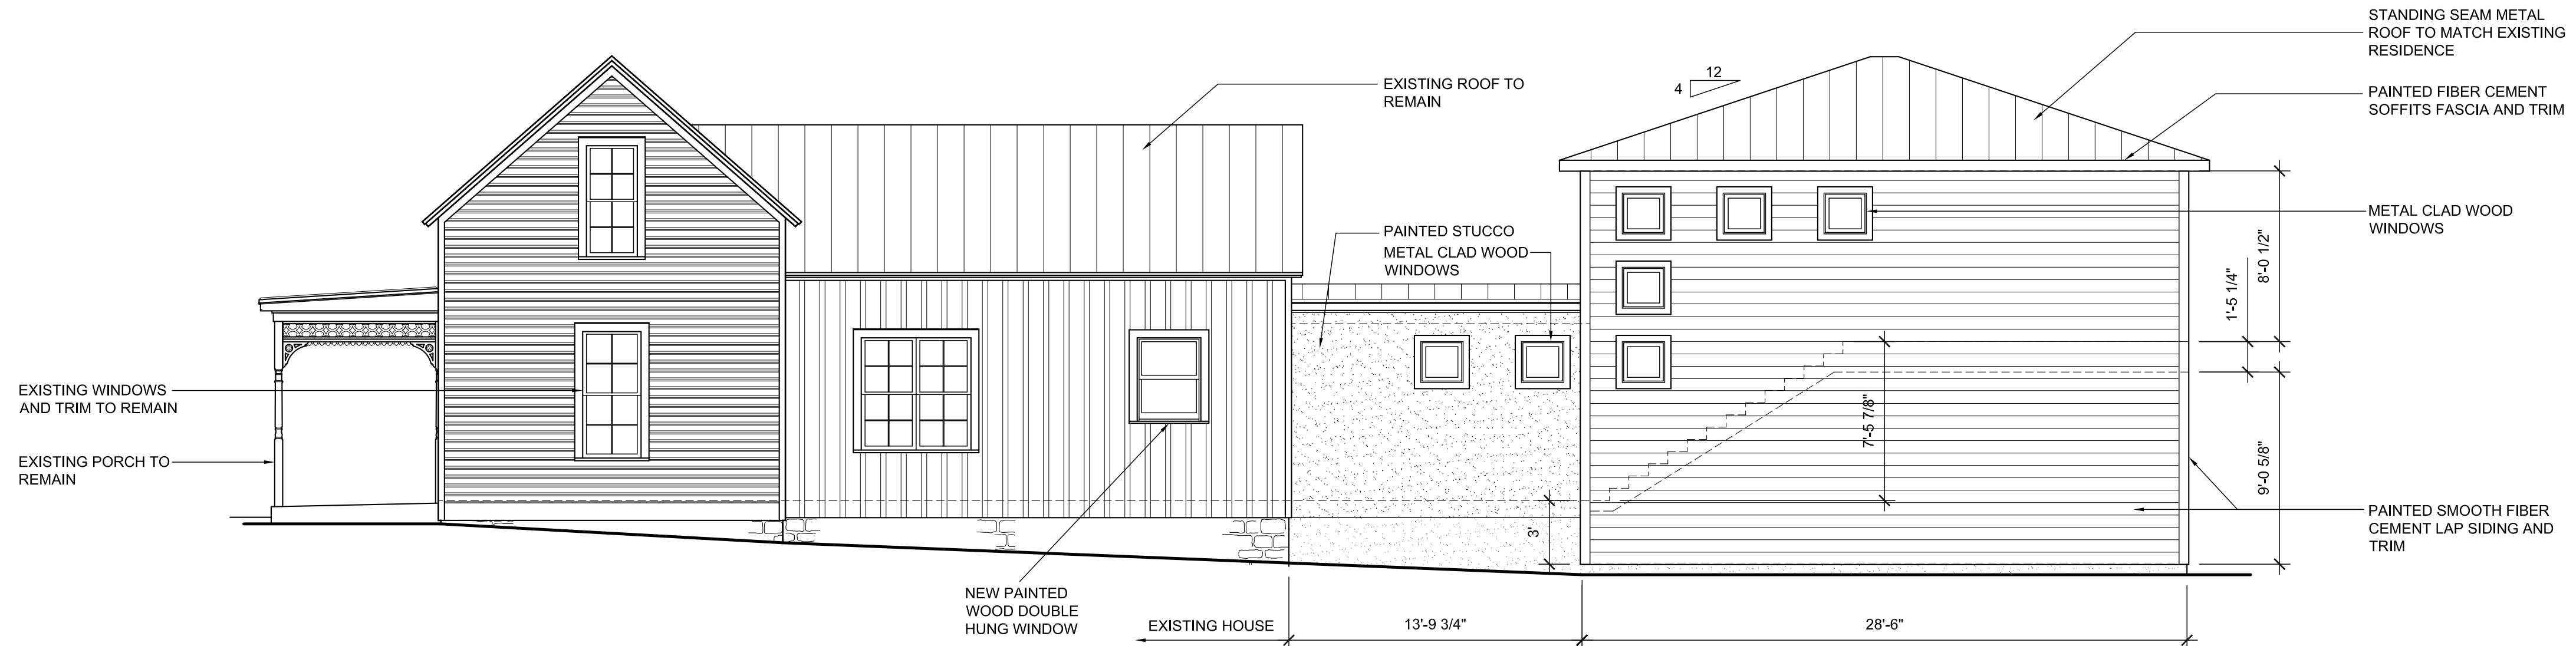 STANDING SEAM METAL
ROOF TO MATCH EXISTING
RESIDENCE
EXISTING ROOF TO
REMAIN
12
4
PAINTED FIBER CEMENT
SOFFITS FASCIA AND TRIM
PAINTED STUCCO
METAL CLAD WOOD
WINDOWS
METAL CLAD WOOD
WINDOWS
8'-0 1/2"
1'-5 1/4"
EXISTING WINDOWS
AND TRIM TO REMAIN
7'-5 7/8"
9'-0 5/8"
EXISTING PORCH TO
REMAIN
3'
PAINTED SMOOTH FIBER
CEMENT LAP SIDING AND
TRIM
NEW PAINTED
WOOD DOUBLE
HUNG WINDOW
EXISTING HOUSE
13'-9 3/4"
28'-6"